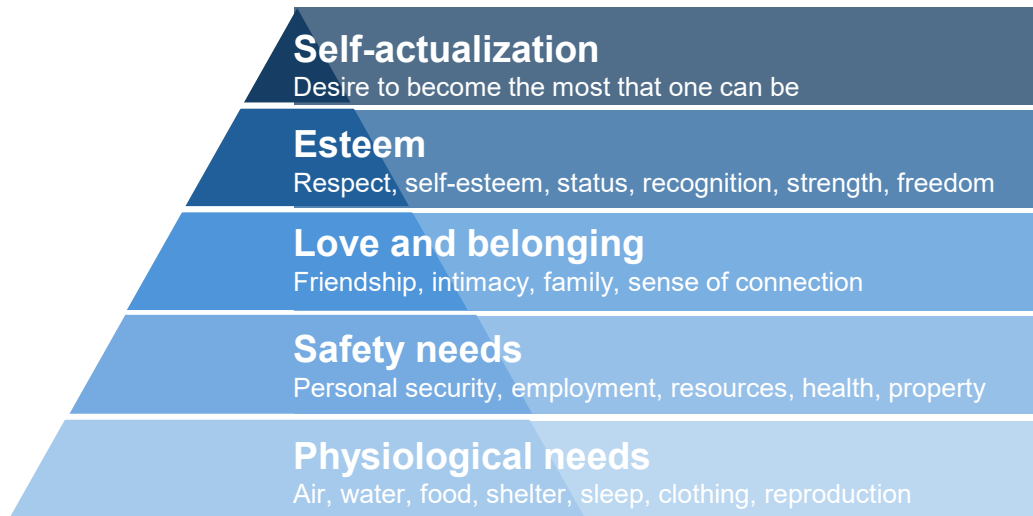 Self-actualization
Desire to become the most that one can be
Esteem
Respect, self-esteem, status, recognition, strength, freedom
Love and belonging
Friendship, intimacy, family, sense of connection
Safety needs
Personal security, employment, resources, health, property
Physiological needs
Air, water, food, shelter, sleep, clothing, reproduction